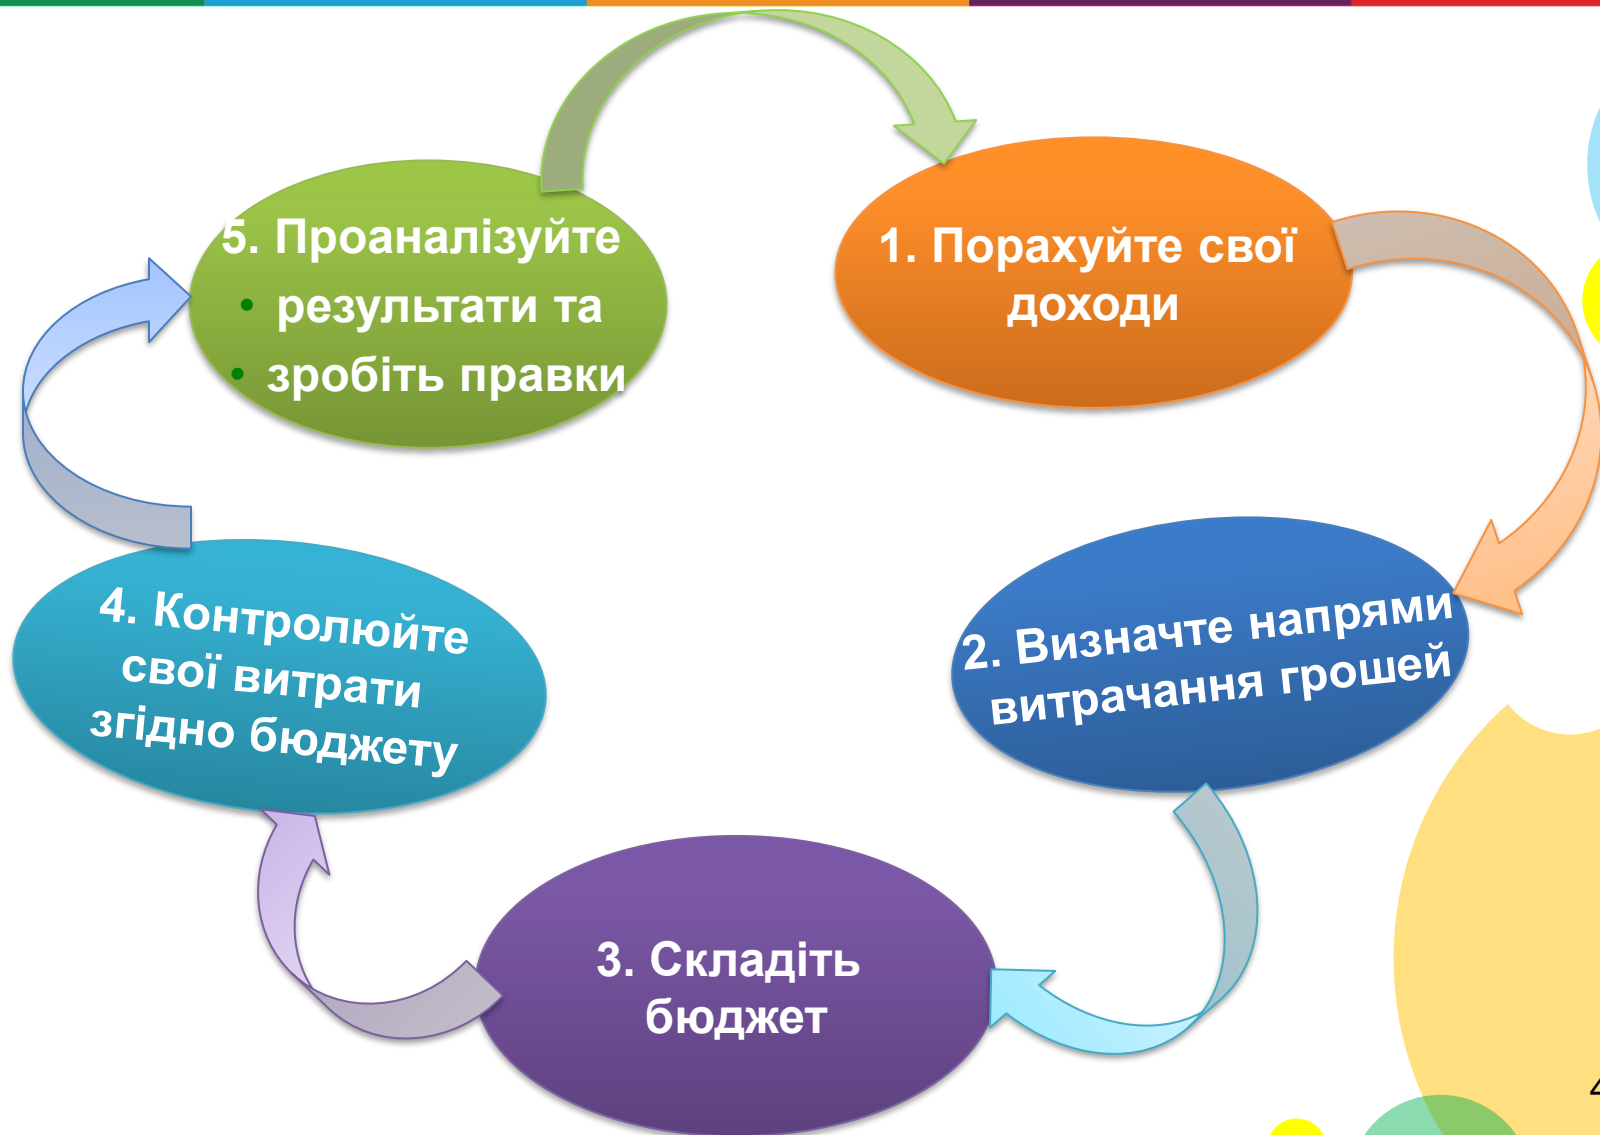 1. Порахуйте свої
доходи
2. Визначте напрями
витрачання грошей
3. Складіть
бюджет
4. Контролюйте
свої витрати
згідно бюджету
5. Проаналізуйте
• результати та
• зробіть правки